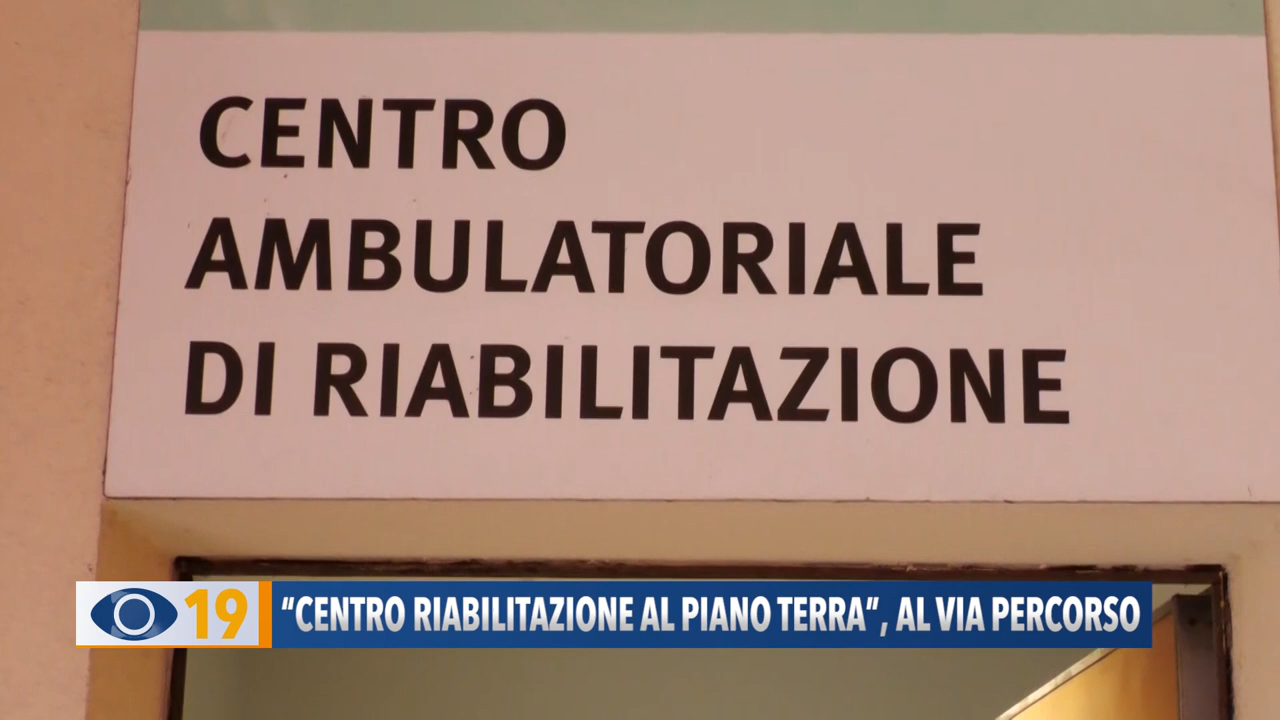 CENTRO
AMBULATORIALE
DI RIABILITAZIONE
19
“CENTRO RIABILITAZIONE AL PIANO TERRA“, AL VIA PERCORSO